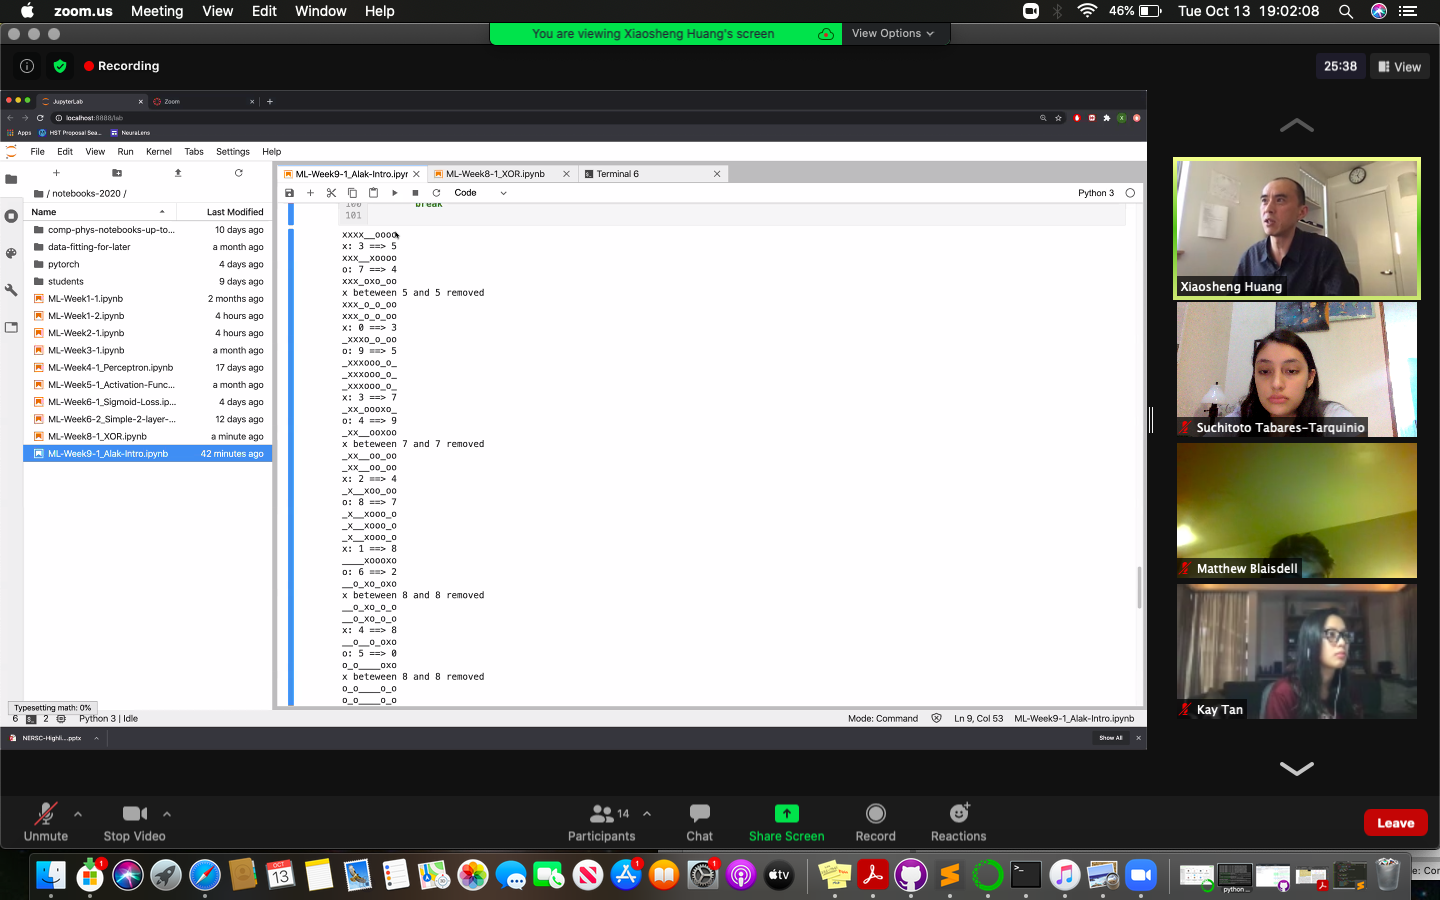 zoom.us Meeting View Edit Window Help 46% Tue Oct 13 19:02:08
You are viewing Xiaosheng Huang's screen View Options
Recording 25:38 View
JupyterLab Zoom
localhost:8888/lab
Apps HST Proposal Sea... NeuraLens
File Edit View Run Kernel Tabs Settings Help
ML-Week9-1_Alak-Intro.ipyr ML-Week8-1_XOR.ipynb Terminal 6
/ notebooks-2020 /
Code Python 3
Name Last Modified
comp-phys-notebooks-up-to... 10 days ago
data-fitting-for-later a month ago
pytorch 4 days ago
students 9 days ago
ML-Week1-1.ipynb 2 months ago
ML-Week1-2.ipynb 4 hours ago
ML-Week2-1.ipynb 4 hours ago
ML-Week3-1.ipynb a month ago
ML-Week4-1_Perceptron.ipynb 17 days ago
ML-Week5-1_Activation-Func... a month ago
ML-Week6-1_Sigmoid-Loss.ip... 4 days ago
ML-Week6-2_Simple-2-layer-... 12 days ago
ML-Week8-1_XOR.ipynb a minute ago
ML-Week9-1_Alak-Intro.ipynb 42 minutes ago
100 break
101
xxxx__oooo
x: 3 ==> 5
xxx__xoooo
o: 7 ==> 4
xxx_oxo_oo
x beteween 5 and 5 removed
xxx_o_o_oo
xxx_o_o_oo
x: 0 ==> 3
_xxxo_o_oo
o: 9 ==> 5
_xxxooo_o_
_xxxooo_o_
_xxxooo_o_
x: 3 ==> 7
_xx_oooxo_
o: 4 ==> 9
_xx__ooxoo
x beteween 7 and 7 removed
_xx__oo_oo
_xx__oo_oo
x: 2 ==> 4
_x__xoo_oo
o: 8 ==> 7
_x__xooo_o
_x__xooo_o
_x__xooo_o
x: 1 ==> 8
____xoooxo
o: 6 ==> 2
__o_xo_oxo
x beteween 8 and 8 removed
__o_xo_o_o
__o_xo_o_o
x: 4 ==> 8
__o__o_oxo
o: 5 ==> 0
o_o____oxo
x beteween 8 and 8 removed
o_o____o_o
o_o____o_o
Typesetting math: 0%
6 2 Python 3 | Idle Mode: Command Ln 9, Col 53 ML-Week9-1_Alak-Intro.ipynb
NERSC-Highli....pptx Show All
Xiaosheng Huang
Suchitoto Tabares-Tarquinio
Matthew Blaisdell
Kay Tan
Unmute Stop Video Participants 14 Chat Share Screen Record Reactions Leave
OCT 13 1 1 1 tv python